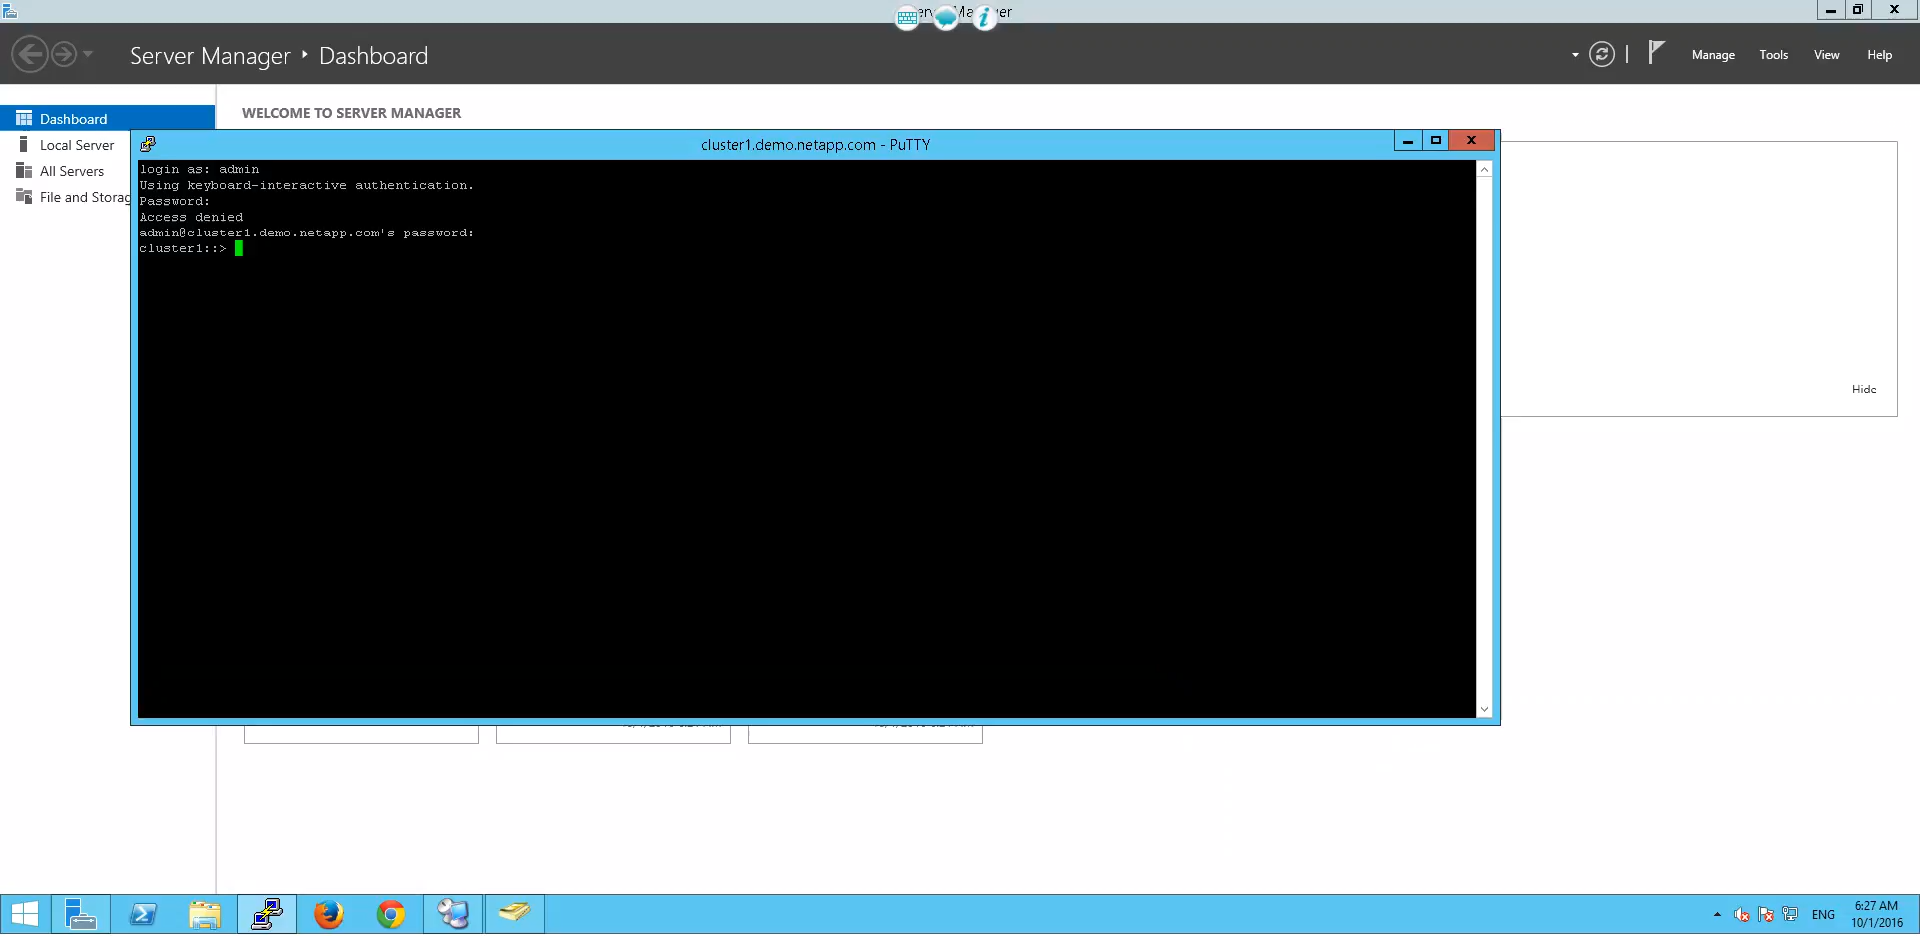 Server Manager ‣ Dashboard
Manage
Tools
View
Help
Dashboard
Local Server
All Servers
File and Storag
WELCOME TO SERVER MANAGER
cluster1.demo.netapp.com - PuTTY
login as: admin
Using keyboard-interactive authentication.
Password:
Access denied
admin@cluster1.demo.netapp.com's password:
cluster1::>
Hide
ENG
6:27 AM
10/1/2016